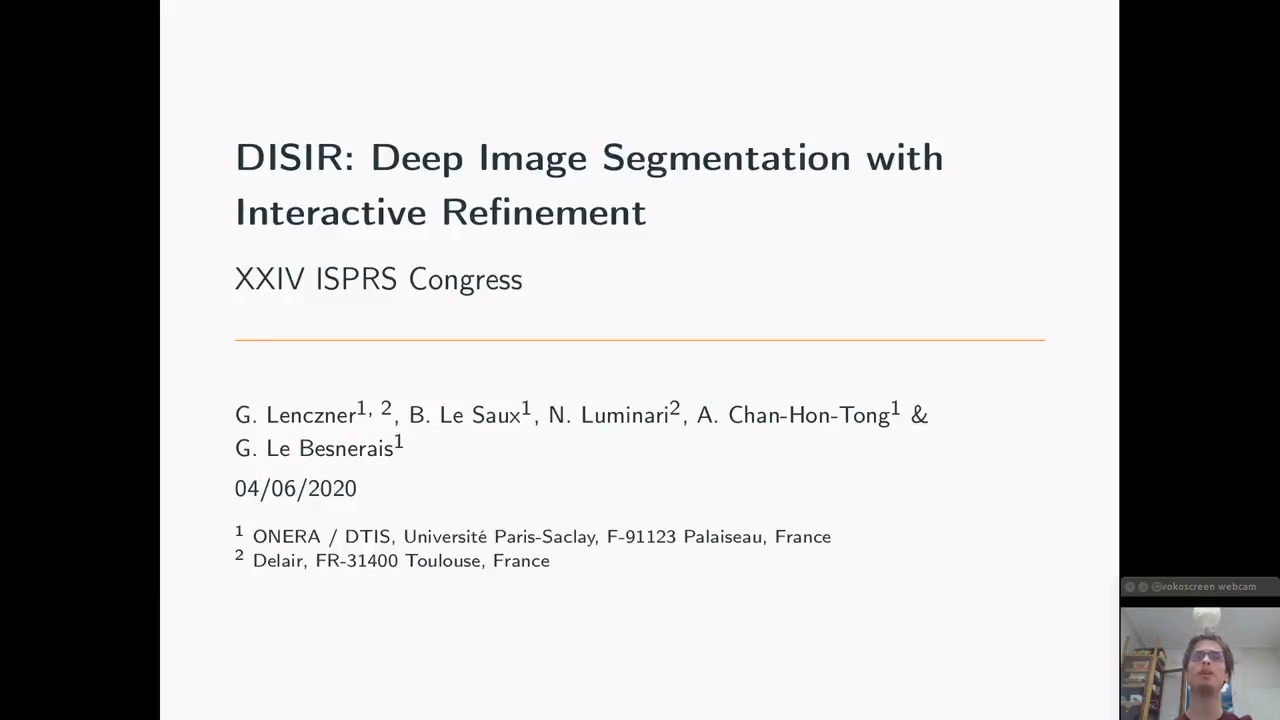 DISIR: Deep Image Segmentation with
Interactive Refinement
XXIV ISPRS Congress
G. Lenczner1, 2, B. Le Saux1, N. Luminari2, A. Chan-Hon-Tong1 &
G. Le Besnerais1
04/06/2020
1 ONERA / DTIS, Université Paris-Saclay, F-91123 Palaiseau, France
2 Delair, FR-31400 Toulouse, France
vokoscreen webcam